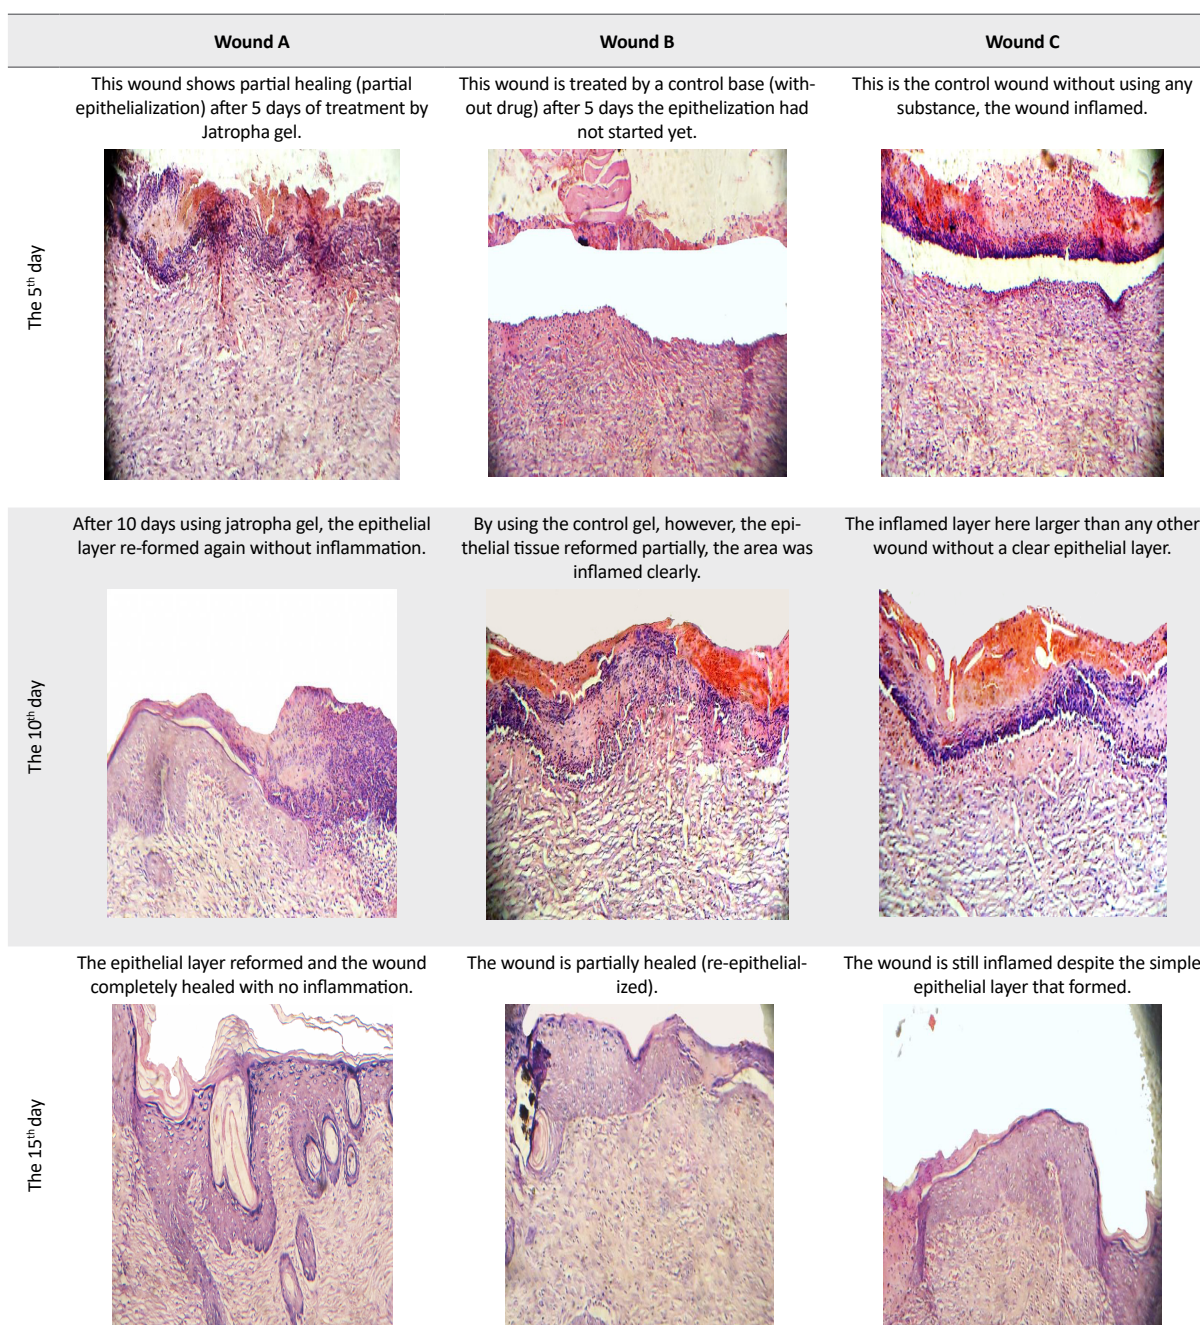 Wound A
Wound B
Wound C
The 5th day
This wound shows partial healing (partial
epithelialization) after 5 days of treatment by
Jatropha gel.
This wound is treated by a control base (with-
out drug) after 5 days the epithelization had
not started yet.
This is the control wound without using any
substance, the wound inflamed.
The 10th day
After 10 days using jatropha gel, the epithelial
layer re-formed again without inflammation.
By using the control gel, however, the epi-
thelial tissue reformed partially, the area was
inflamed clearly.
The inflamed layer here larger than any other
wound without a clear epithelial layer.
The 15th day
The epithelial layer reformed and the wound
completely healed with no inflammation.
The wound is partially healed (re-epithelial-
ized).
The wound is still inflamed despite the simple
epithelial layer that formed.